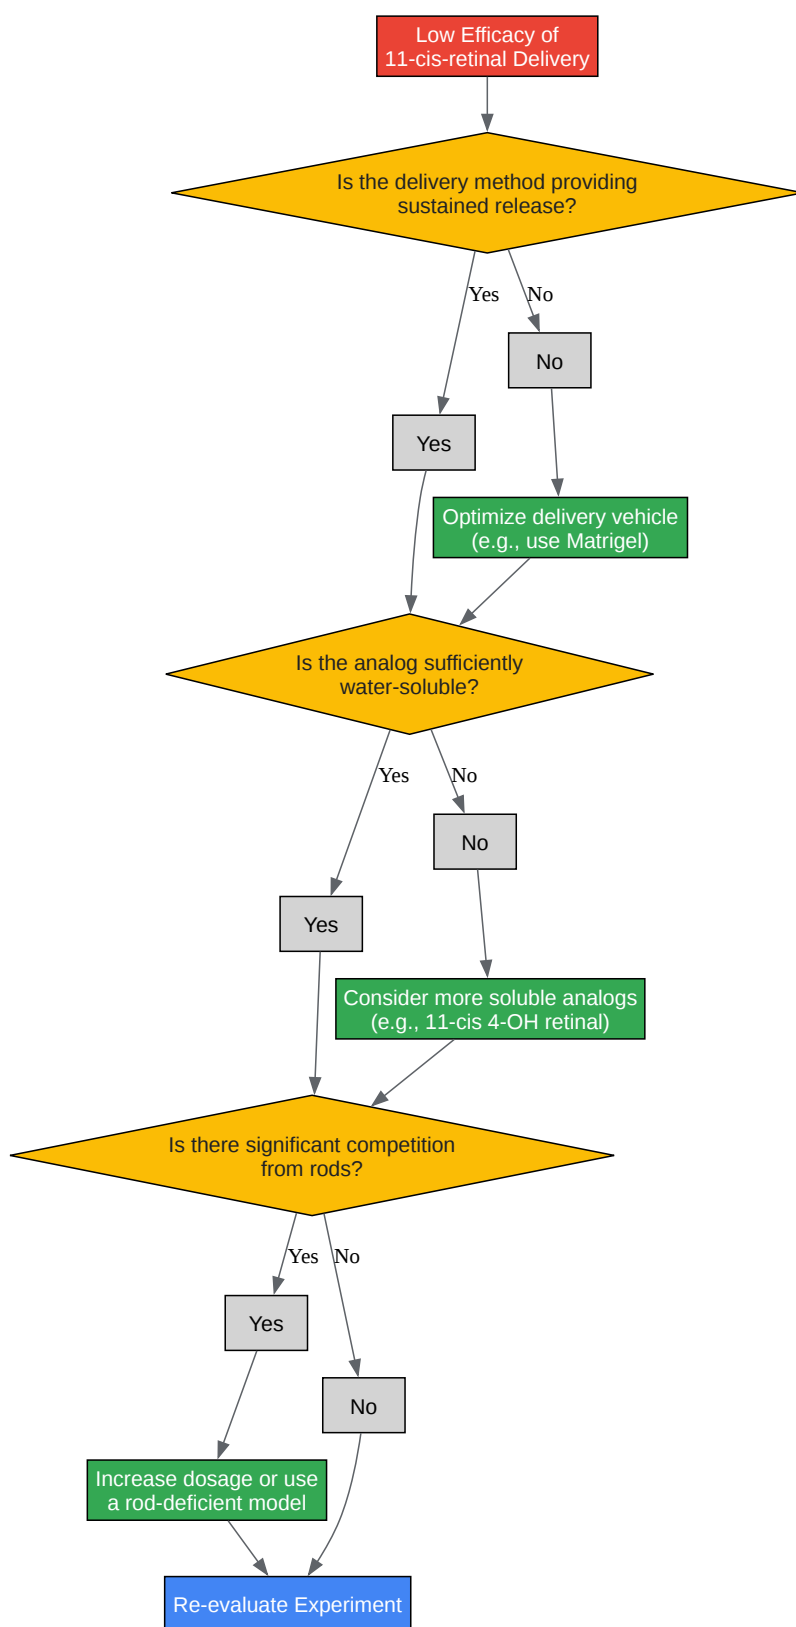 Low Efficacy of
11-cis-retinal Delivery
Is the delivery method providing
sustained release?
Yes
No
No
Yes
Optimize delivery vehicle
(e.g., use Matrigel)
Is the analog sufficiently
water-soluble?
Yes
No
No
Yes
Consider more soluble analogs
(e.g., 11-cis 4-OH retinal)
Is there significant competition
from rods?
Yes
No
Yes
No
Increase dosage or use
a rod-deficient model
Re-evaluate Experiment